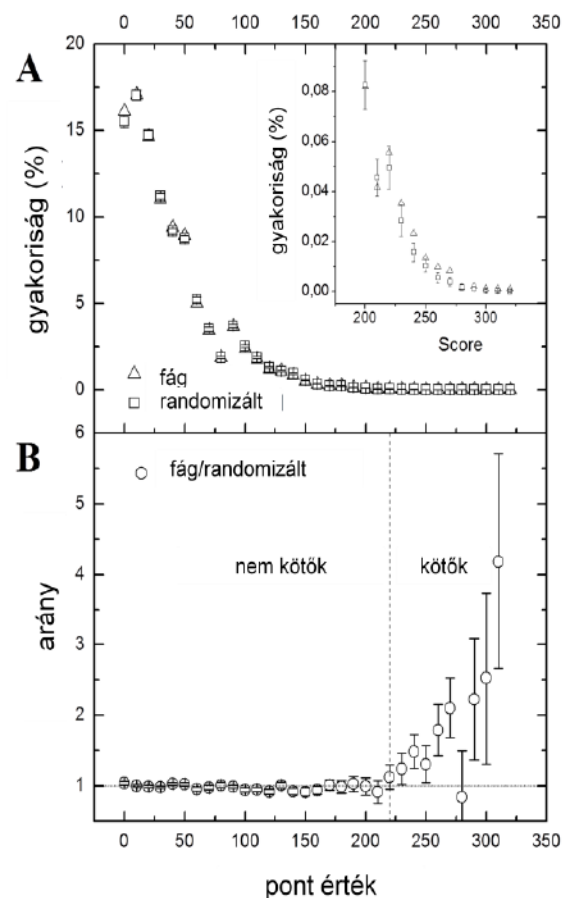 0 50 100 150 200 250 300 350
A
20
15
10
5
0
gyakoriság (%)
fág
randomizált
0,08
0,06
0,04
0,02
0,00
gyakoriság (%)
200 250 300
Score
B
6
5
4
3
2
1
arány
fág/randomizált
nem kötők
kötők
0 50 100 150 200 250 300 350
pont érték